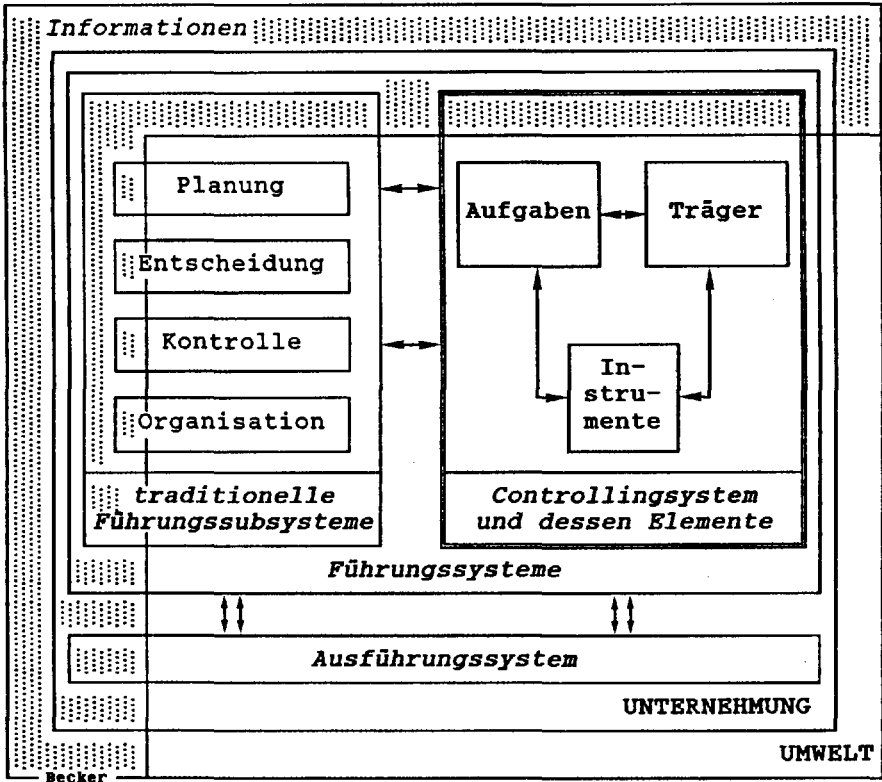 Informationen
Planung
Entscheidung
Kontrolle
Organisation
traditionelle
Führungssubsysteme
Aufgaben
Träger
In-
stru-
mente
Controllingsystem
und dessen Elemente
Führungssysteme
Ausführungssystem
UNTERNEHMUNG
UMWELT
Becker